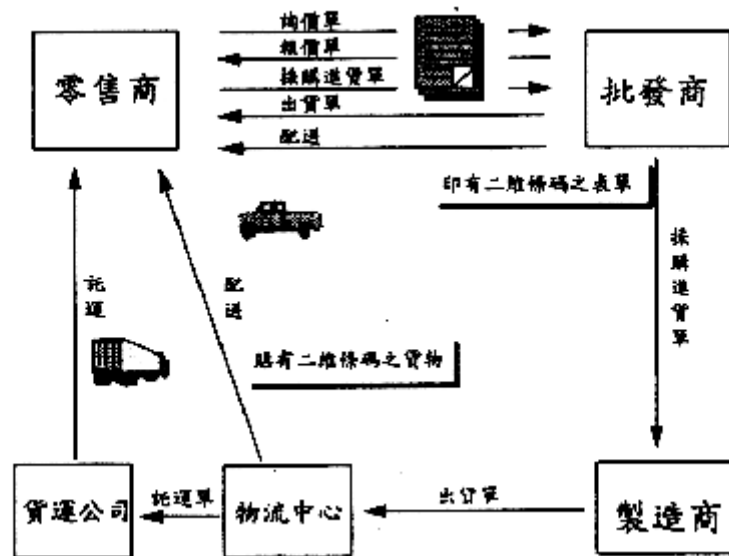 詢價單
報價單
採購進貨單
出貨單
配送
零售商
批發商
印有二維條碼之表單
採購進貨單
託運
配送
貼有二維條碼之貨物
貨運公司
託運單
物流中心
出貨單
製造商